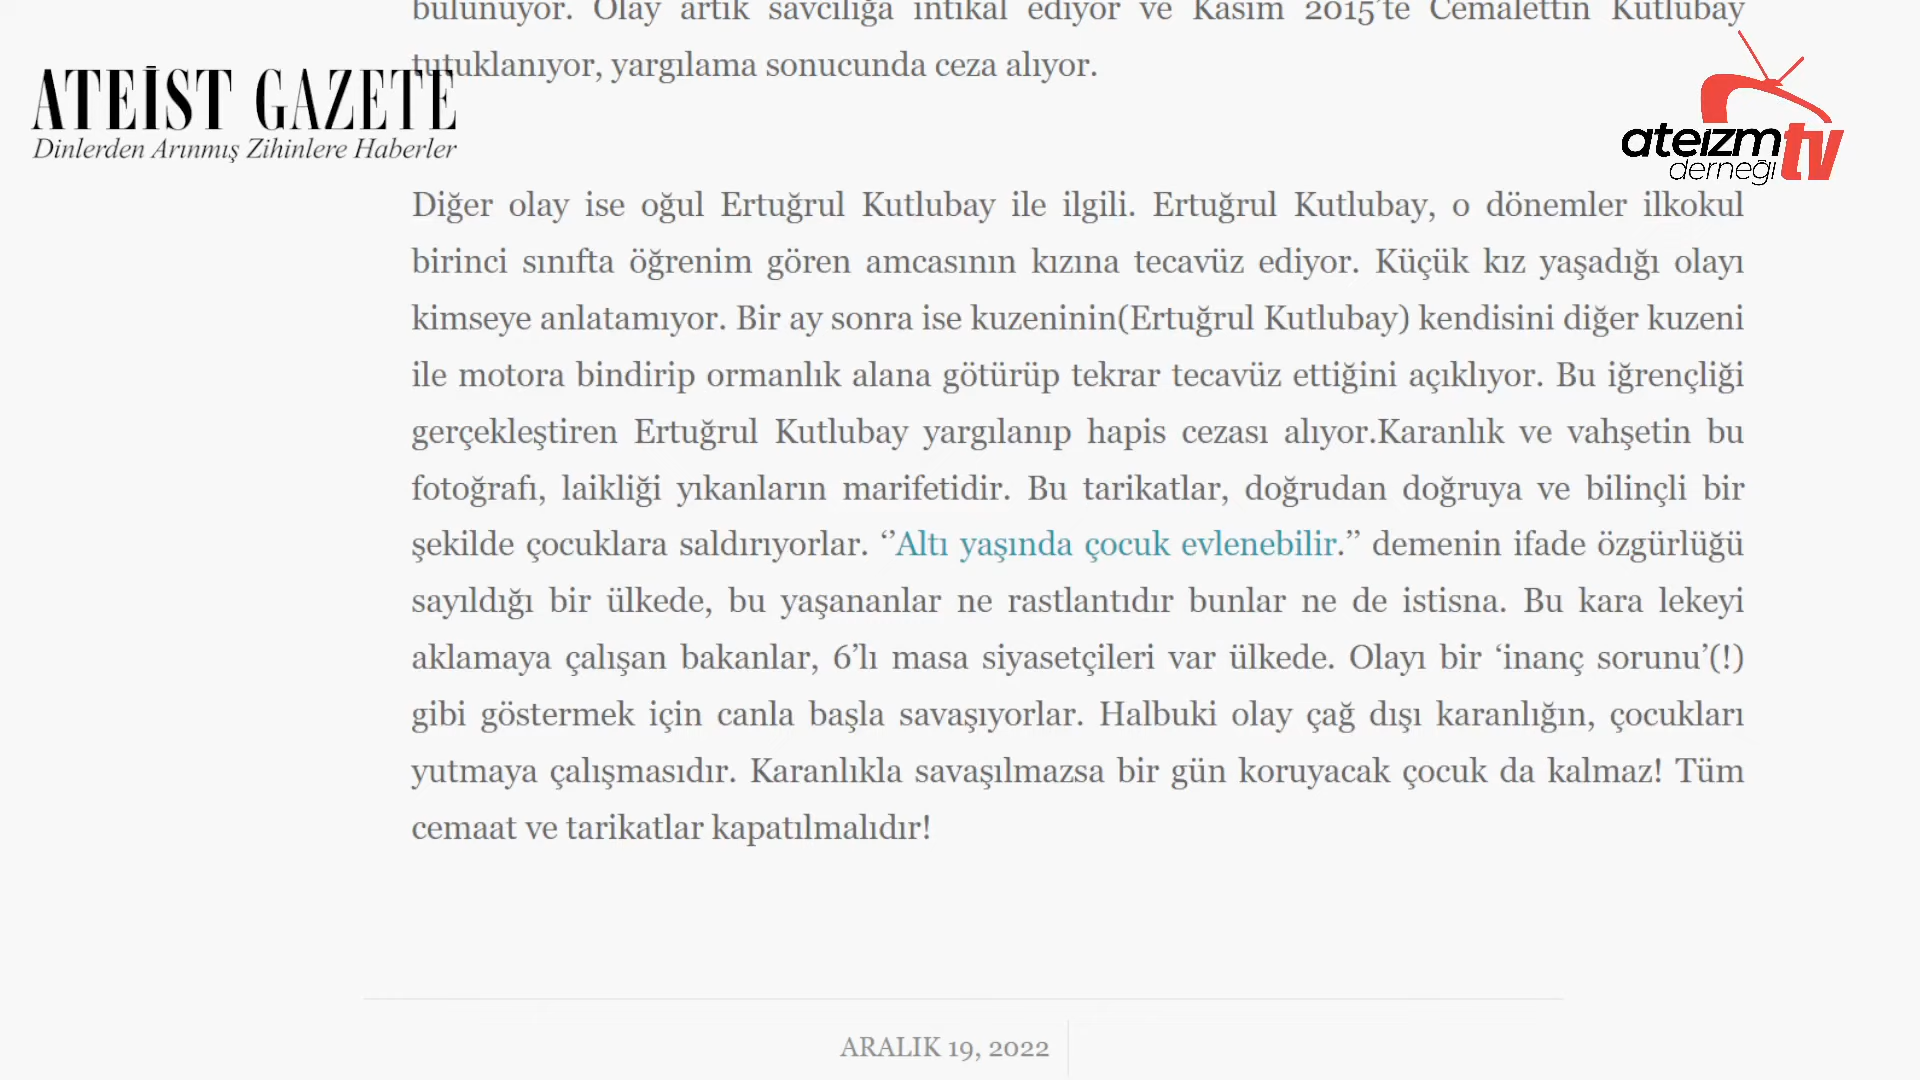 bulunuyor. Olay artık savcılığa intikal ediyor ve Kasım 2015’te Cemalettin Kutlubay
tutuklanıyor, yargılama sonucunda ceza alıyor.
ATEİST GAZETE
Dinlerden Arınmış Zihinlere Haberler
ateizm tv
derneği
Diğer olay ise oğul Ertuğrul Kutlubay ile ilgili. Ertuğrul Kutlubay, o dönemler ilkokul
birinci sınıfta öğrenim gören amcasının kızına tecavüz ediyor. Küçük kız yaşadığı olayı
kimseye anlatamıyor. Bir ay sonra ise kuzeninin(Ertuğrul Kutlubay) kendisini diğer kuzeni
ile motora bindirip ormanlık alana götürüp tekrar tecavüz ettiğini açıklıyor. Bu iğrençliği
gerçekleştiren Ertuğrul Kutlubay yargılanıp hapis cezası alıyor.Karanlık ve vahşetin bu
fotoğrafı, laikliği yıkanların marifetidir. Bu tarikatlar, doğrudan doğruya ve bilinçli bir
şekilde çocuklara saldırıyorlar. ‘’Altı yaşında çocuk evlenebilir.’’ demenin ifade özgürlüğü
sayıldığı bir ülkede, bu yaşananlar ne rastlantıdır bunlar ne de istisna. Bu kara lekeyi
aklamaya çalışan bakanlar, 6’lı masa siyasetçileri var ülkede. Olayı bir ‘inanç sorunu’(!)
gibi göstermek için canla başla savaşıyorlar. Halbuki olay çağ dışı karanlığın, çocukları
yutmaya çalışmasıdır. Karanlıkla savaşılmazsa bir gün koruyacak çocuk da kalmaz! Tüm
cemaat ve tarikatlar kapatılmalıdır!
ARALIK 19, 2022